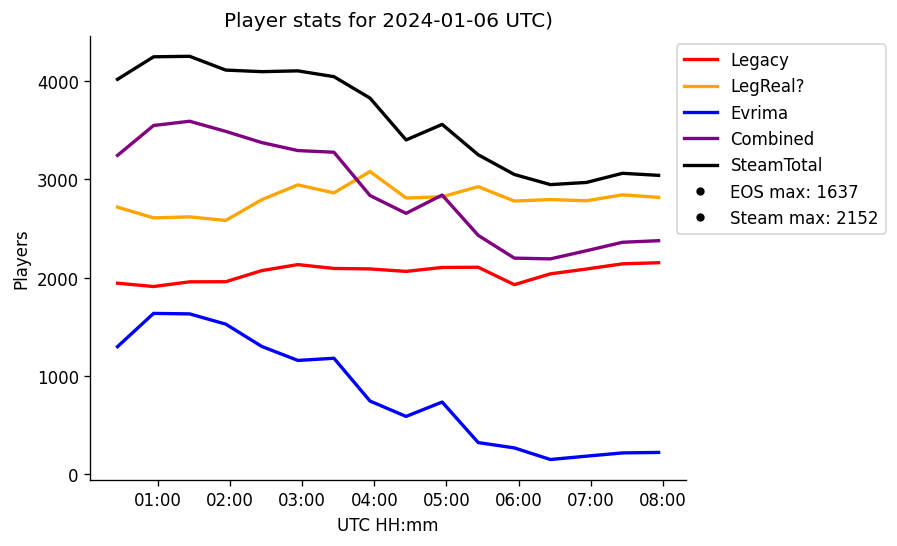 Player stats for 2024-01-06 UTC)
Legacy
LegReal?
Evrima
Combined
SteamTotal
EOS max: 1637
Steam max: 2152
Players
4000
3000
2000
1000
0
01:00 02:00 03:00 04:00 05:00 06:00 07:00 08:00
UTC HH:mm